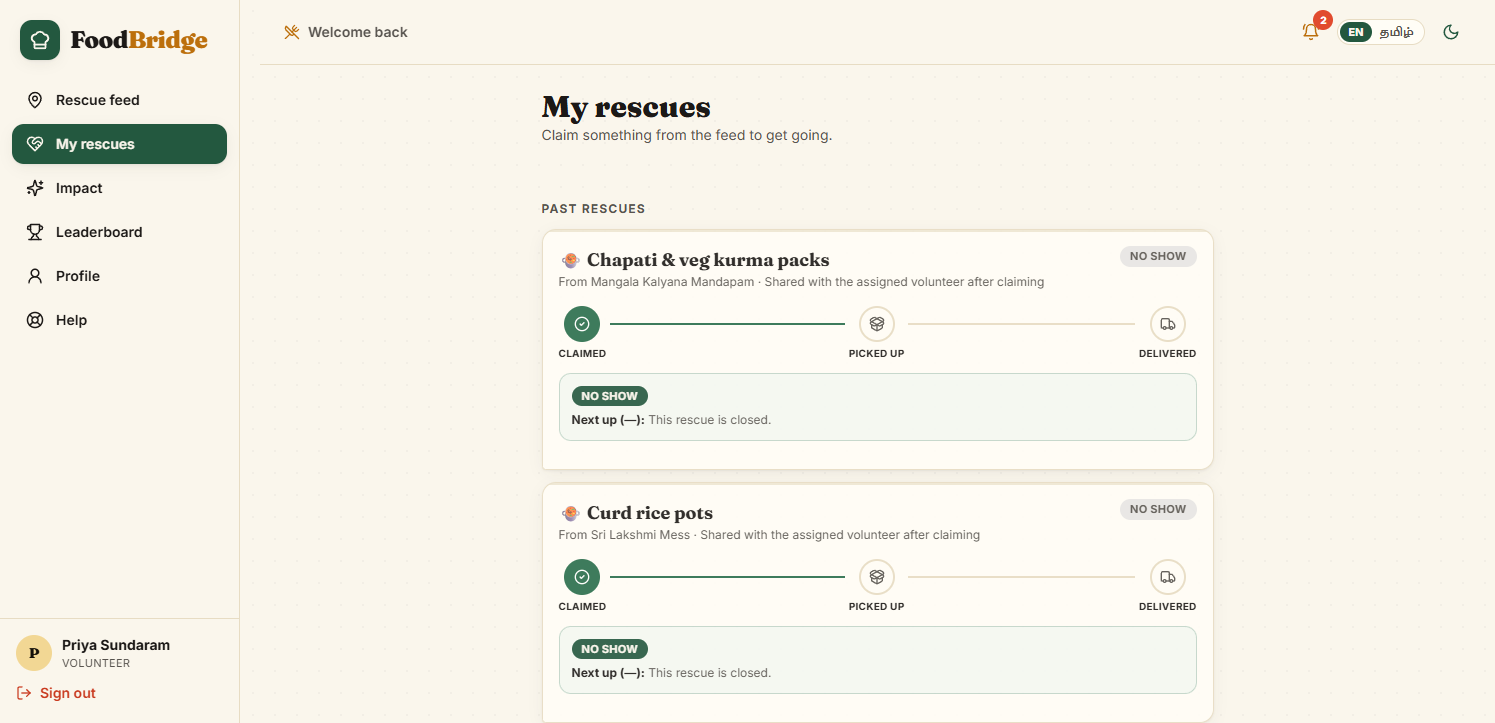 FoodBridge
Rescue feed
My rescues
Impact
Leaderboard
Profile
Help
P
Priya Sundaram
VOLUNTEER
Sign out
Welcome back
2
EN தமிழ்
My rescues
Claim something from the feed to get going.
PAST RESCUES
Chapati & veg kurma packs
NO SHOW
From Mangala Kalyana Mandapam · Shared with the assigned volunteer after claiming
CLAIMED PICKED UP DELIVERED
NO SHOW
Next up (—): This rescue is closed.
Curd rice pots
NO SHOW
From Sri Lakshmi Mess · Shared with the assigned volunteer after claiming
CLAIMED PICKED UP DELIVERED
NO SHOW
Next up (—): This rescue is closed.